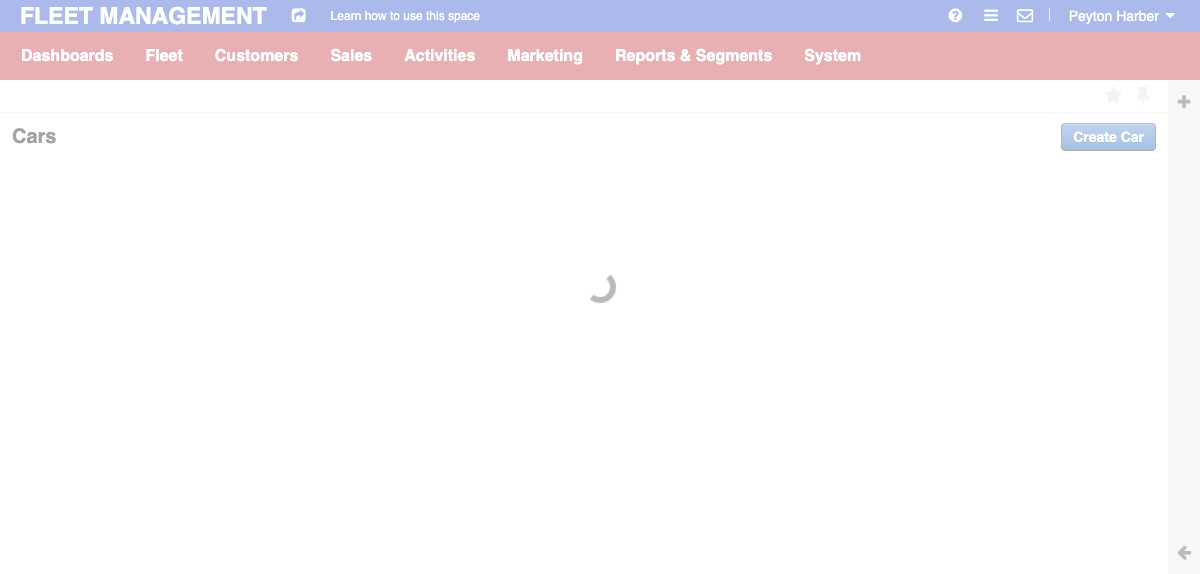 FLEET MANAGEMENT Learn how to use this space Peyton Harber
Dashboards Fleet Customers Sales Activities Marketing Reports & Segments System
Cars Create Car